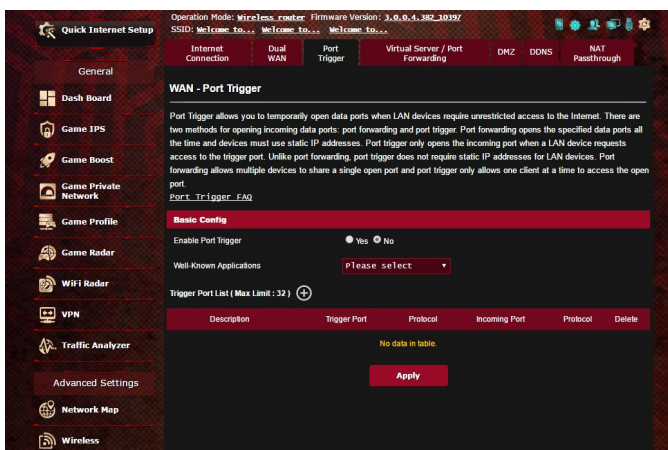 Quick Internet Setup
Operation Mode: Wireless router Firmware Version: 3.0.0.4.382_10397
SSID: Welcome to... Welcome to... Welcome to...
Internet Connection
Dual WAN
Port Trigger
Virtual Server / Port Forwarding
DMZ
DDNS
NAT Passthrough
General
Dash Board
Game IPS
Game Boost
Game Private Network
Game Profile
Game Radar
WiFi Radar
VPN
Traffic Analyzer
Advanced Settings
Network Map
Wireless
WAN - Port Trigger
Port Trigger allows you to temporarily open data ports when LAN devices require unrestricted access to the Internet. There are
two methods for opening incoming data ports: port forwarding and port trigger. Port forwarding opens the specified data ports all
the time and devices must use static IP addresses. Port trigger only opens the incoming port when a LAN device requests
access to the trigger port. Unlike port forwarding, port trigger does not require static IP addresses for LAN devices. Port
forwarding allows multiple devices to share a single open port and port trigger only allows one client at a time to access the open
port.
Port Trigger FAQ
Basic Config
Enable Port Trigger
Yes No
Well-Known Applications
Please select
Trigger Port List ( Max Limit : 32 )
Description Trigger Port Protocol Incoming Port Protocol Delete
No data in table.
Apply